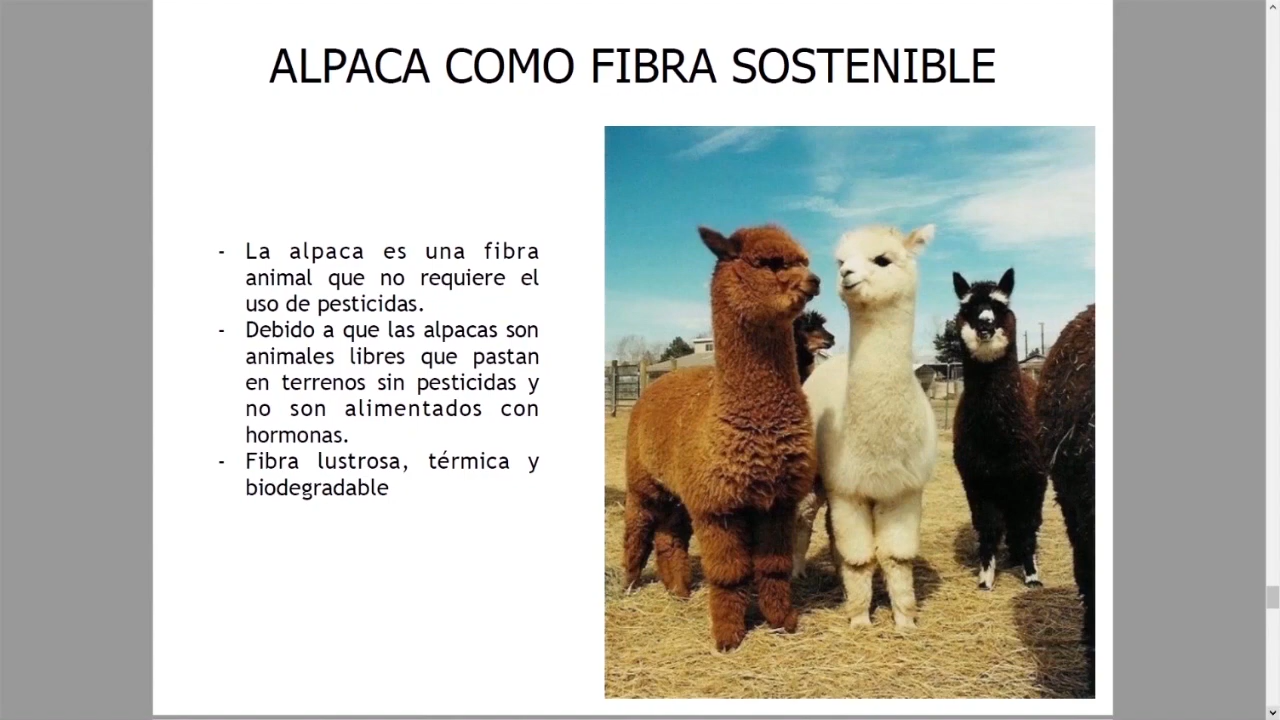 ALPACA COMO FIBRA SOSTENIBLE
- La alpaca es una fibra
animal que no requiere el
uso de pesticidas.
- Debido a que las alpacas son
animales libres que pastan
en terrenos sin pesticidas y
no son alimentados con
hormonas.
- Fibra lustrosa, térmica y
biodegradable